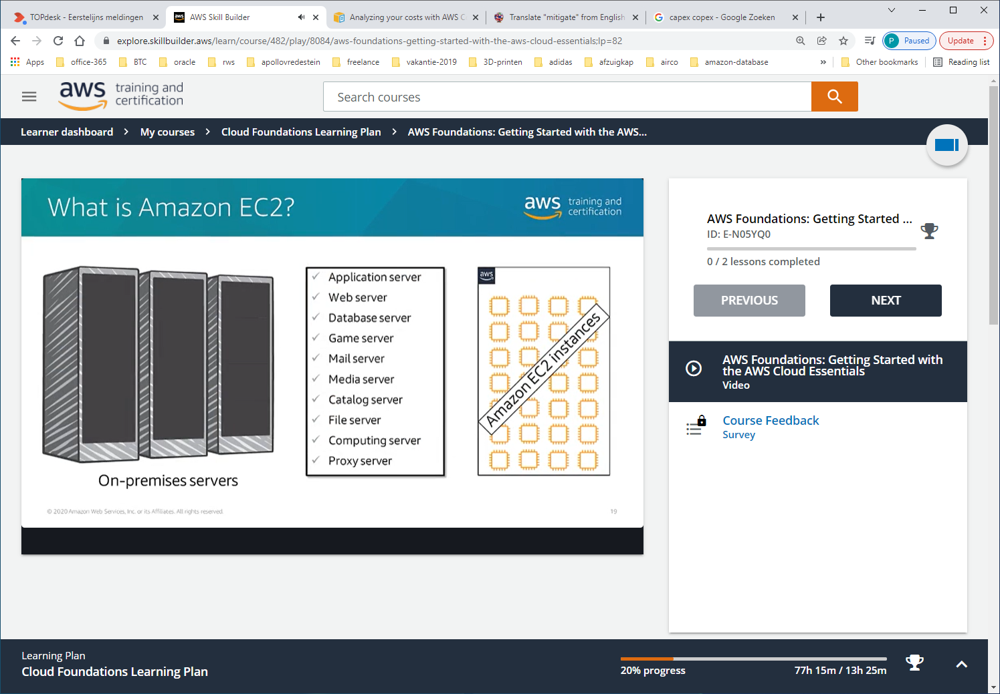 TOPdesk - Eerstelijns meldingen
AWS Skill Builder
Analyzing your costs with AWS C
Translate "mitigate" from English
capex copex - Google Zoeken
explore.skillbuilder.aws/learn/course/482/play/8084/aws-foundations-getting-started-with-the-aws-cloud-essentials;lp=82
P Paused
Update
Apps
office-365
BTC
oracle
rws
apollovredestein
freelance
vakantie-2019
3D-printen
adidas
afzuigkap
airco
amazon-database
»
Other bookmarks
Reading list
aws training and
certification
Search courses
Learner dashboard > My courses > Cloud Foundations Learning Plan > AWS Foundations: Getting Started with the AWS...
What is Amazon EC2?
aws training and
certification
Application server
Web server
Database server
Game server
Mail server
Media server
Catalog server
File server
Computing server
Proxy server
On-premises servers
aws
Amazon EC2 instances
© 2020 Amazon Web Services, Inc. or its Affiliates. All rights reserved.
19
AWS Foundations: Getting Started ...
ID: E-N05YQ0
0 / 2 lessons completed
PREVIOUS
NEXT
AWS Foundations: Getting Started with
the AWS Cloud Essentials
Video
Course Feedback
Survey
Learning Plan
Cloud Foundations Learning Plan
20% progress
77h 15m / 13h 25m